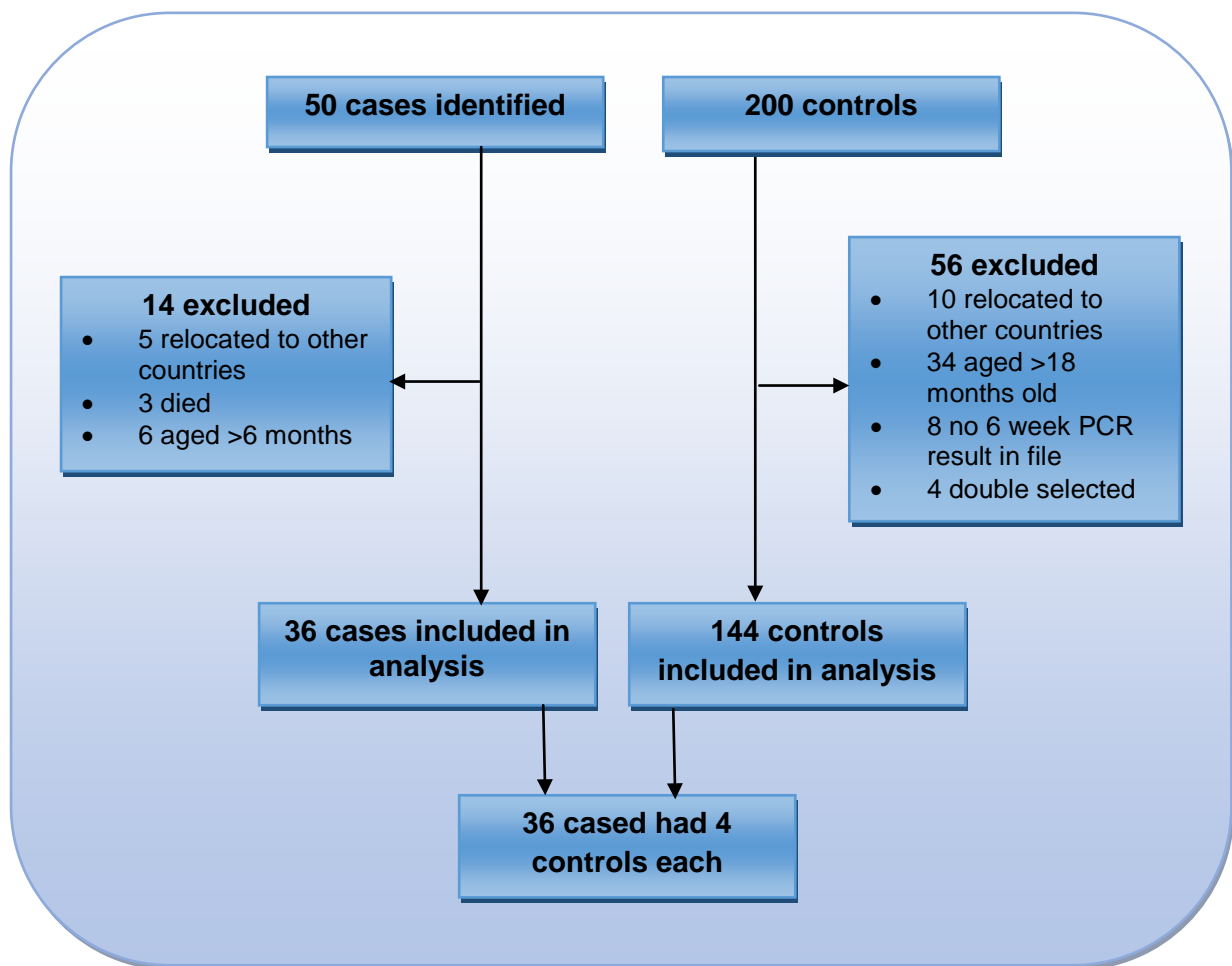 50 cases identified
200 controls
14 excluded
• 5 relocated to other
countries
• 3 died
• 6 aged >6 months
56 excluded
• 10 relocated to
other countries
• 34 aged >18
months old
• 8 no 6 week PCR
result in file
• 4 double selected
36 cases included in
analysis
144 controls
included in analysis
36 cased had 4
controls each